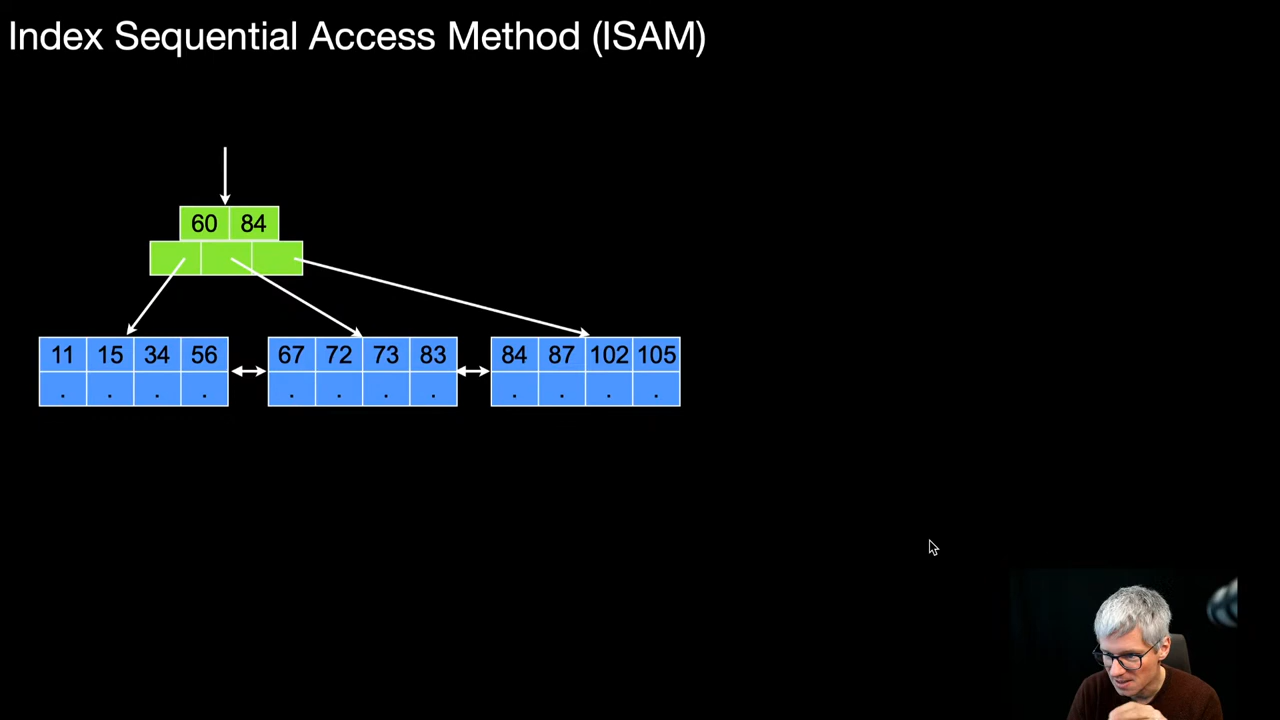 Index Sequential Access Method (ISAM)
60 84
11 15 34 56 67 72 73 83 84 87 102 105
. . . . . . . . . . . .